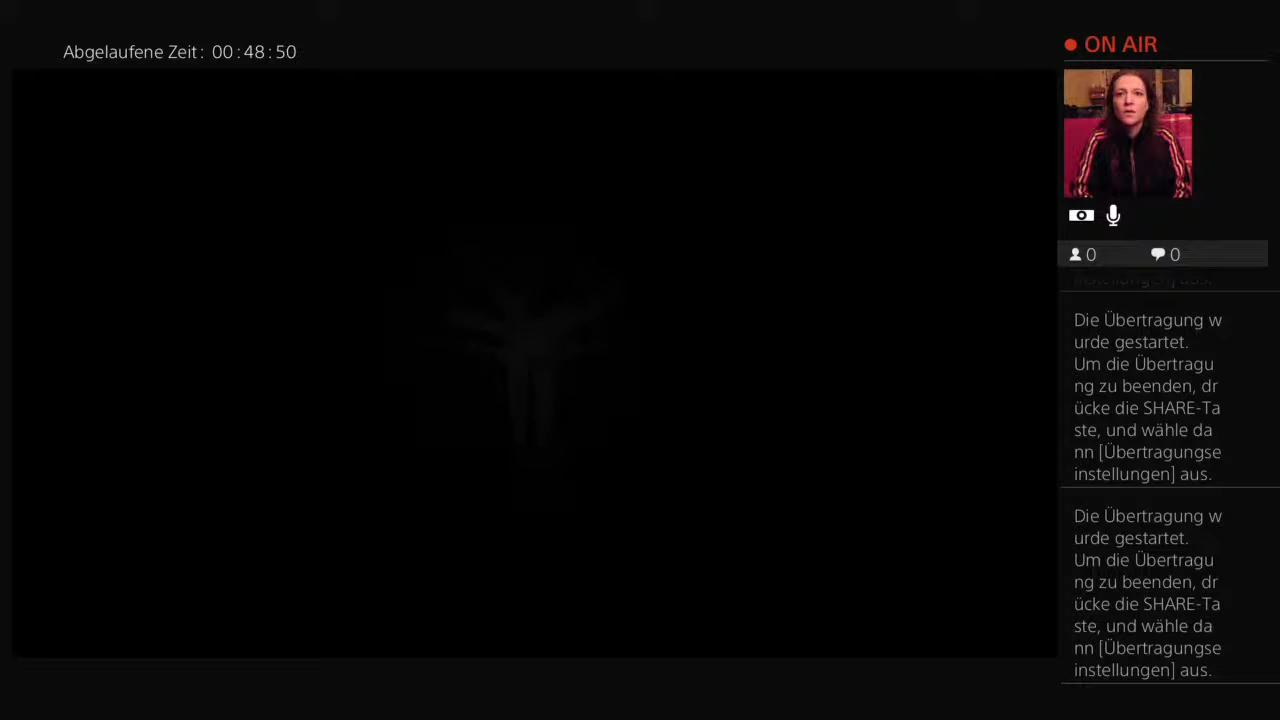 Abgelaufene Zeit: 00:48:50
ON AIR
0 0
instellungen] aus.
Die Übertragung w
urde gestartet.
Um die Übertragu
ng zu beenden, dr
ücke die SHARE-Ta
ste, und wähle da
nn [Übertragungse
instellungen] aus.
Die Übertragung w
urde gestartet.
Um die Übertragu
ng zu beenden, dr
ücke die SHARE-Ta
ste, und wähle da
nn [Übertragungse
instellungen] aus.